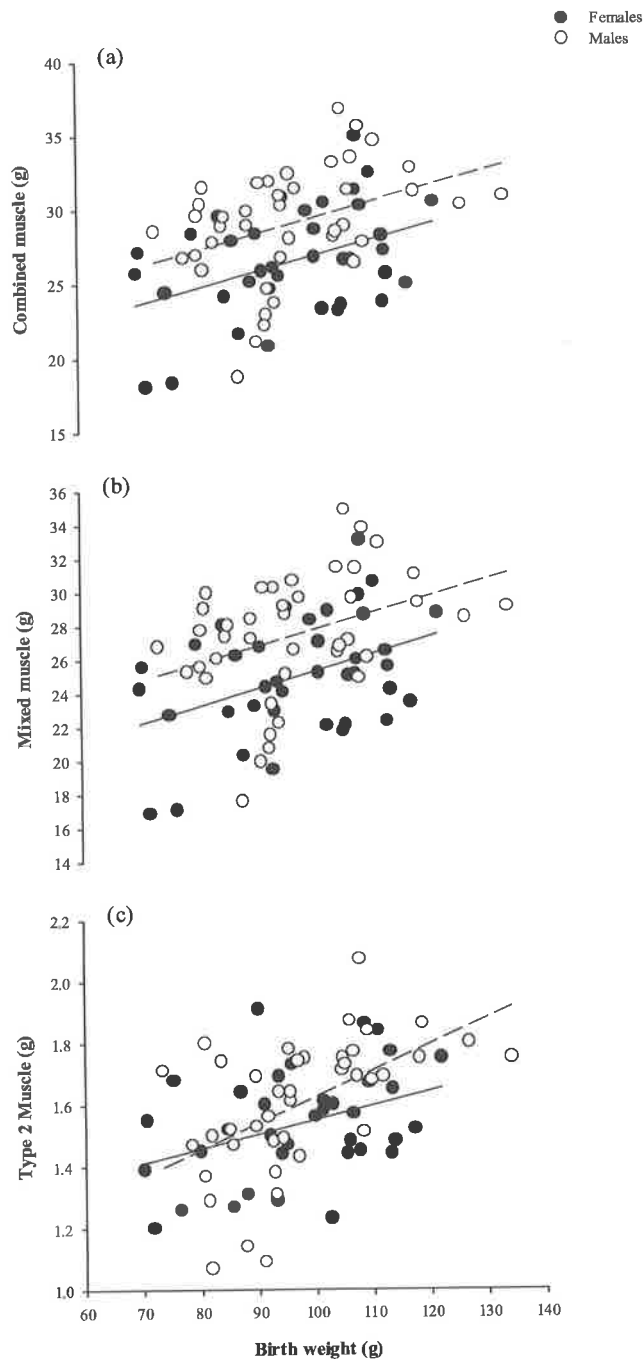 Females
Males
(a)
40
35
30
25
20
15
Combined muscle (g)
(b)
36
34
32
30
28
26
24
22
20
18
16
14
Mixed muscle (g)
(c)
2.2
2.0
1.8
1.6
1.4
1.2
1.0
Type 2 Muscle (g)
60 70 80 90 100 110 120 130 140
Birth weight (g)